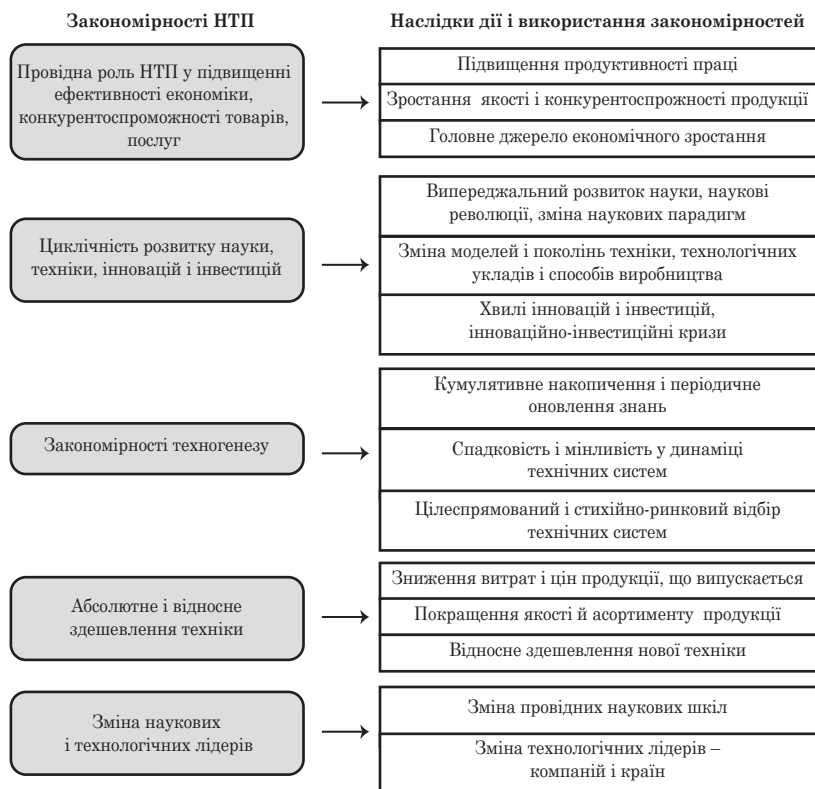 Закономірності НТП
Наслідки дії і використання закономірностей
Провідна роль НТП у підвищенні
ефективності економіки,
конкурентоспроможності товарів,
послуг
Підвищення продуктивності праці
Зростання якості і конкурентоспрожності продукції
Головне джерело економічного зростання
Циклічність розвитку науки,
техніки, інновацій і інвестицій
Випереджальний розвиток науки, наукові
революції, зміна наукових парадигм
Зміна моделей і поколінь техніки, технологічних
укладів і способів виробництва
Хвилі інновацій і інвестицій,
інноваційно-інвестиційні кризи
Закономірності техногенезу
Кумулятивне накопичення і періодичне
оновлення знань
Спадковість і мінливість у динаміці
технічних систем
Цілеспрямований і стихійно-ринковий відбір
технічних систем
Абсолютне і відносне
здешевлення техніки
Зниження витрат і цін продукції, що випускається
Покращення якості й асортименту продукції
Відносне здешевлення нової техніки
Зміна наукових
і технологічних лідерів
Зміна провідних наукових шкіл
Зміна технологічних лідерів –
компаній і країн